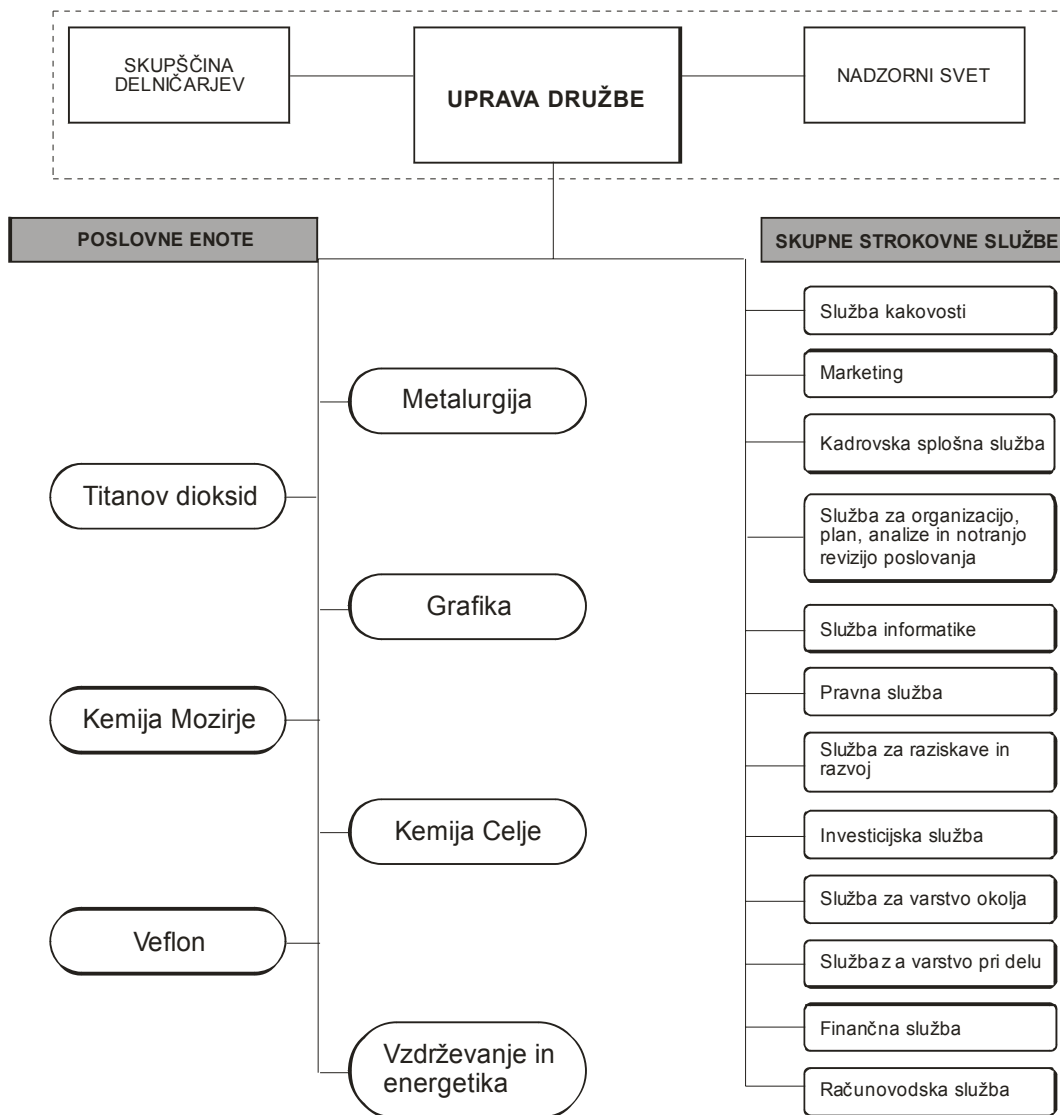 SKUPŠČINA
DELNIČARJEV
UPRAVA DRUŽBE
NADZORNI SVET
POSLOVNE ENOTE
Metalurgija
Titanov dioksid
Grafika
Kemija Mozirje
Kemija Celje
Veflon
Vzdrževanje in
energetika
SKUPNE STROKOVNE SLUŽBE
Služba kakovosti
Marketing
Kadrovska splošna služba
Služba za organizacijo,
plan, analize in notranjo
revizijo poslovanja
Služba informatike
Pravna služba
Služba za raziskave in
razvoj
Investicijska služba
Služba za varstvo okolja
Služba za varstvo pri delu
Finančna služba
Računovodska služba